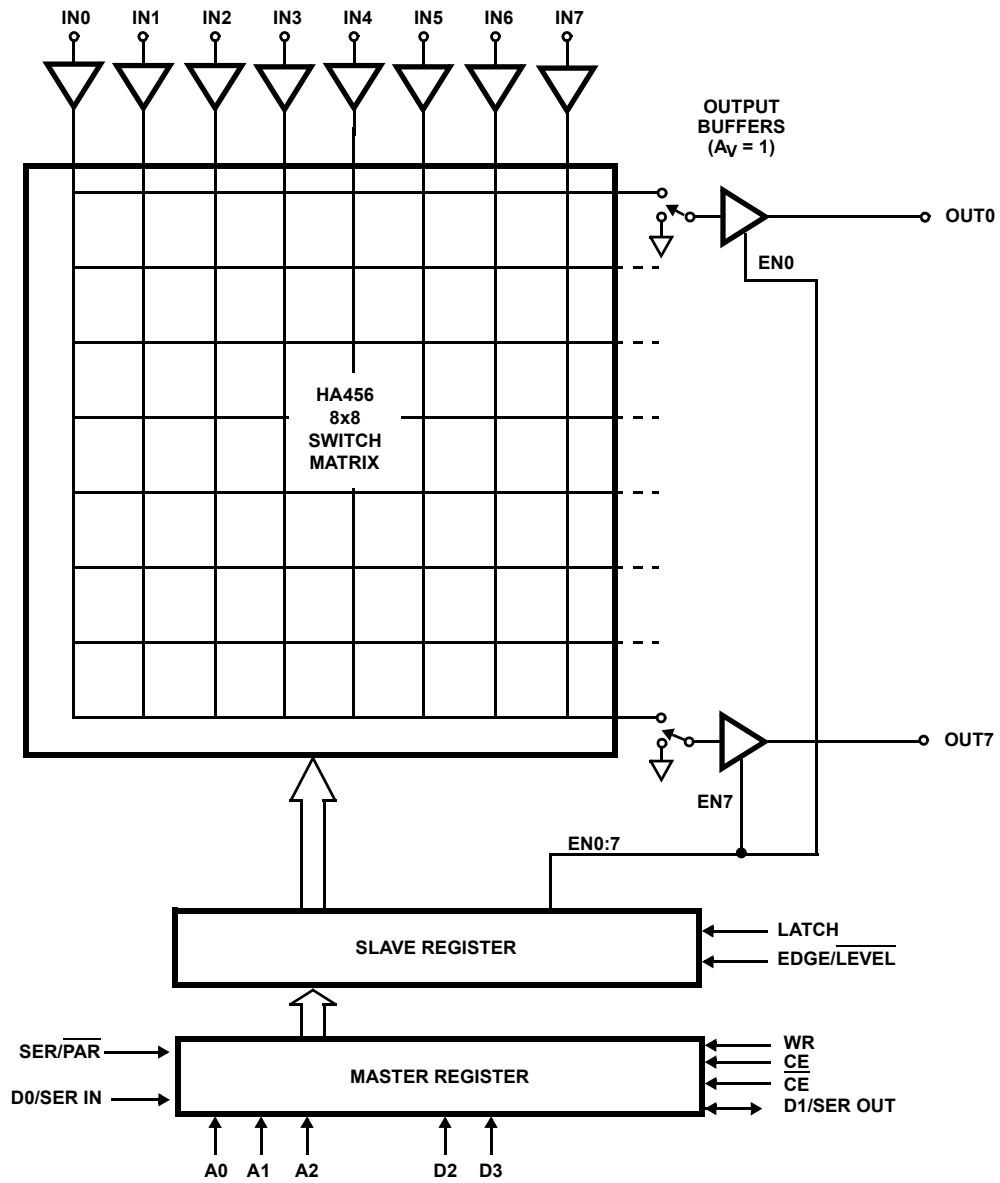 IN0 IN1 IN2 IN3 IN4 IN5 IN6 IN7
OUTPUT
BUFFERS
(AV = 1)
OUT0
EN0
HA456
8x8
SWITCH
MATRIX
OUT7
EN7
EN0:7
SLAVE REGISTER
LATCH
EDGE/LEVEL
SER/PAR
D0/SER IN
MASTER REGISTER
WR
CE
CE
D1/SER OUT
A0 A1 A2 D2 D3